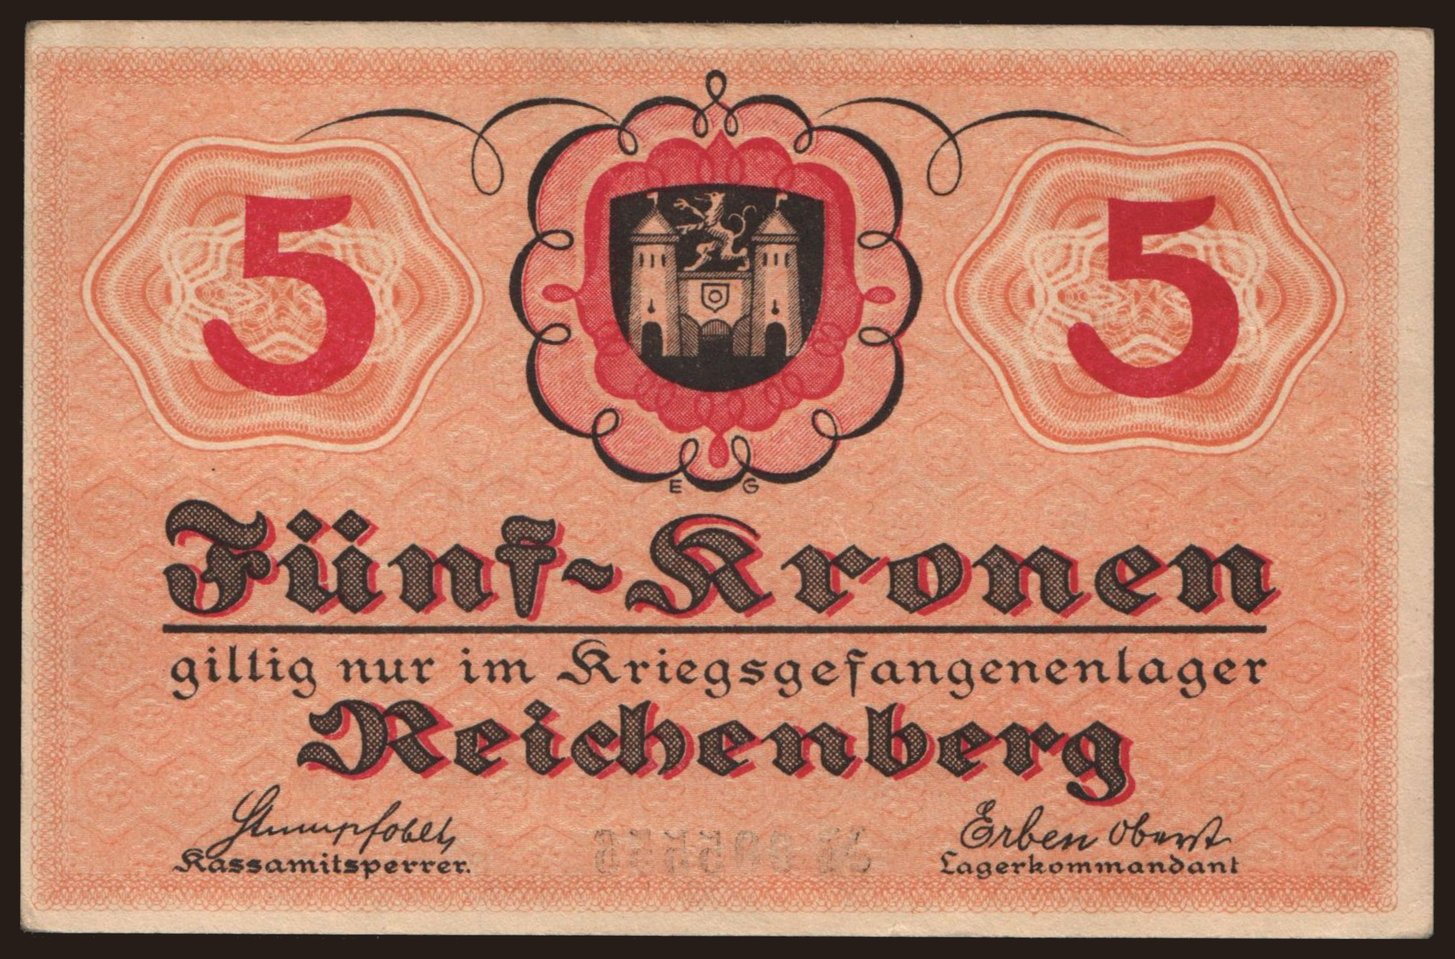 5 5
E G
Fünf-Kronen
giltig nur im Kriegsgefangenenlager
Reichenberg
Erben Oberst
Kassamitsperrer. Lagerkommandant